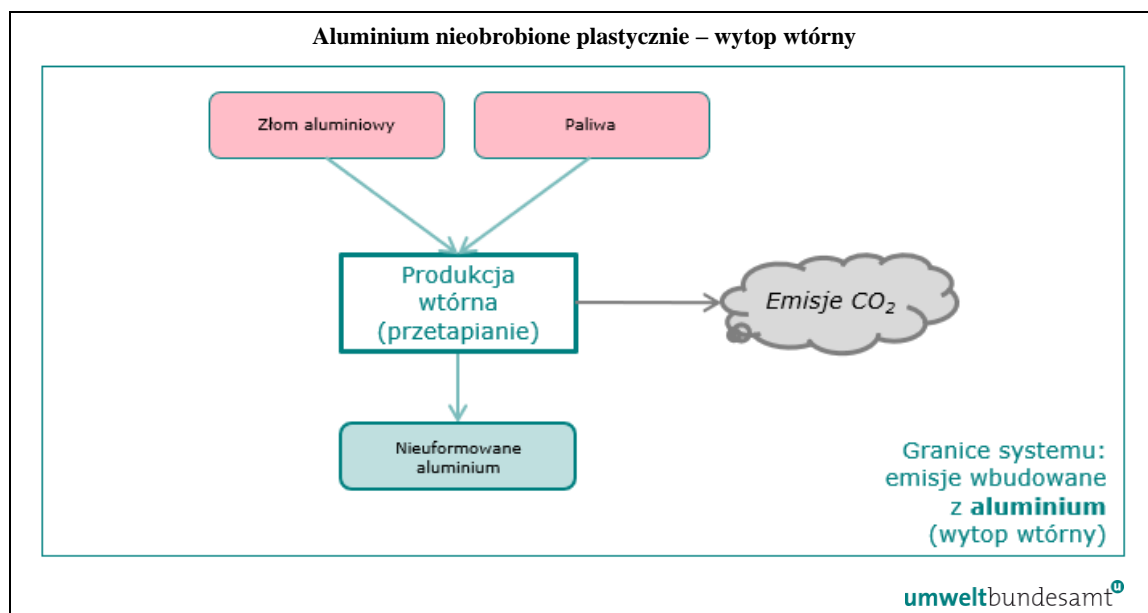 Aluminium nieobrobione plastycznie – wytop wtórny
Złom aluminiowy
Paliwa
Produkcja
wtórna
(przetapianie)
Emisje CO₂
Nieuformowane
aluminium
Granice systemu:
emisje wbudowane
z aluminium
(wytop wtórny)
umweltbundesamt ᵘ